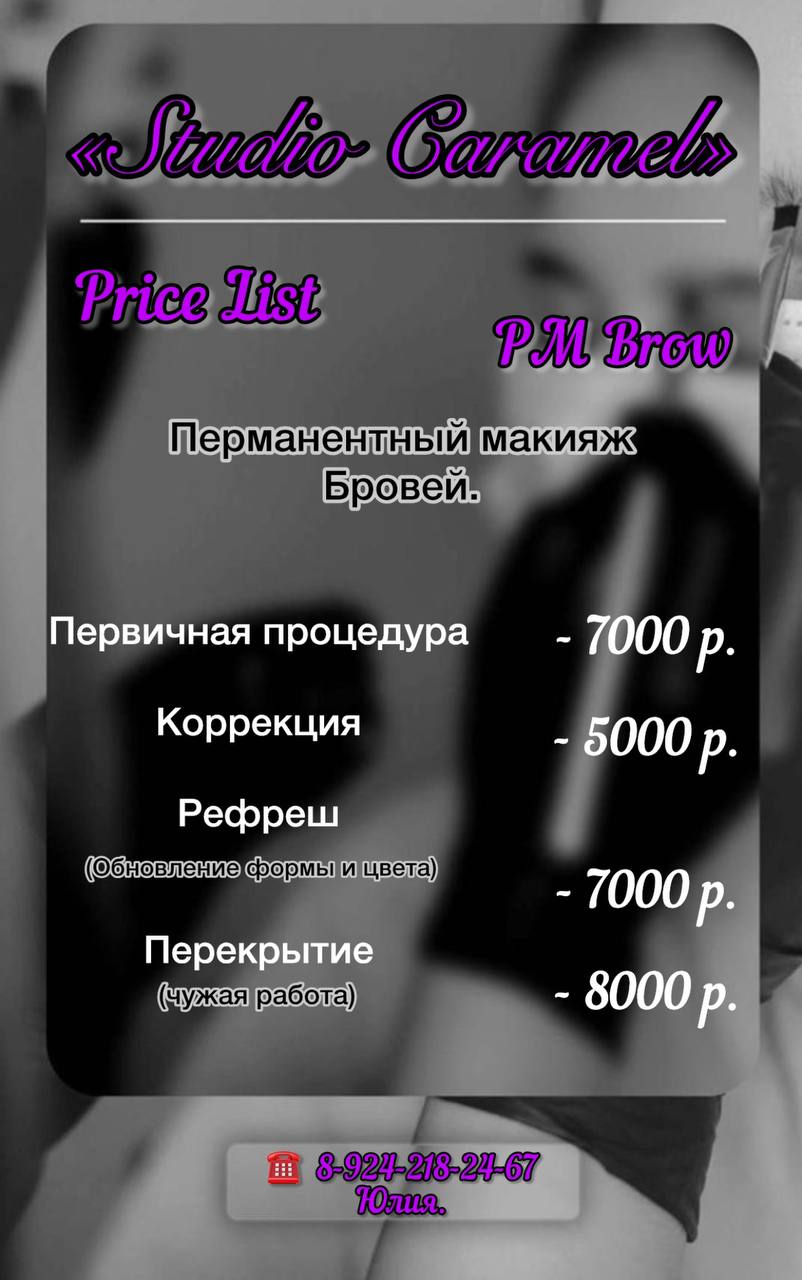 «Studio Caramel»
Price List
PM Brow
Перманентный макияж
Бровей.
Первичная процедура - 7000 р.
Коррекция - 5000 р.
Рефреш
(Обновление формы и цвета) - 7000 р.
Перекрытие
(чужая работа) - 8000 р.
☎️ 8-924-218-24-67
Юлия.